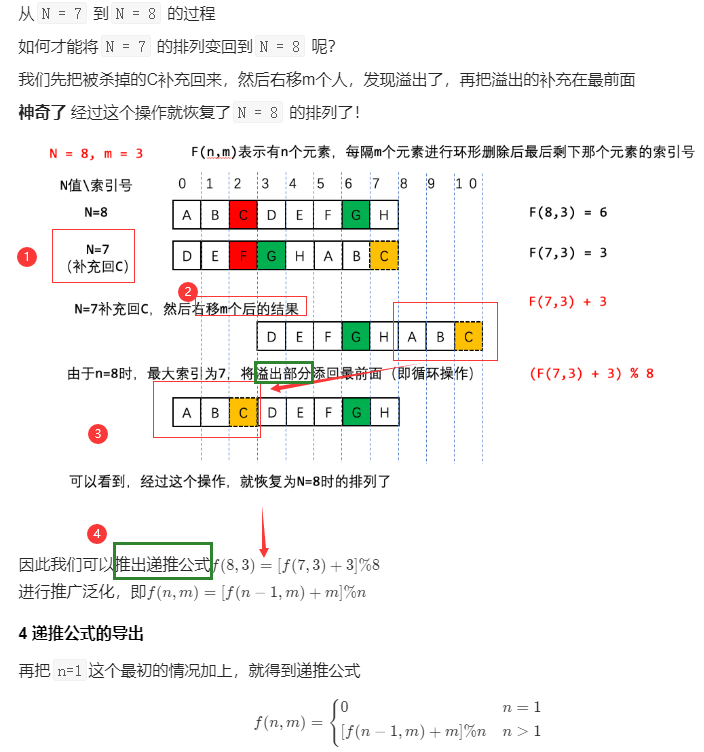 从 N = 7 到 N = 8 的过程
如何才能将 N = 7 的排列变回到 N = 8 呢？
我们先把被杀掉的C补充回来，然后右移m个人，发现溢出了，再把溢出的补充在最前面
神奇了 经过这个操作就恢复了 N = 8 的排列了！
N = 8, m = 3
F(n,m)表示有n个元素，每隔m个元素进行环形删除后最后剩下那个元素的索引号
N值\索引号 0 1 2 3 4 5 6 7 8 9 10
N=8 A B C D E F G H F(8,3) = 6
1 N=7
（补充回C） D E F G H A B C F(7,3) = 3
2
N=7补充回C，然后右移m个后的结果 F(7,3) + 3
D E F G H A B C
由于n=8时，最大索引为7，将溢出部分添回最前面（即循环操作） (F(7,3) + 3) % 8
A B C D E F G H
3
可以看到，经过这个操作，就恢复为N=8时的排列了
4
因此我们可以推出递推公式f(8,3) = [f(7,3) + 3]%8
进行推广泛化，即f(n,m) = [f(n − 1,m) + m]%n
4 递推公式的导出
再把 n=1 这个最初的情况加上，就得到递推公式
f(n,m) = { 0 n = 1
[f(n − 1,m) + m]%n n > 1